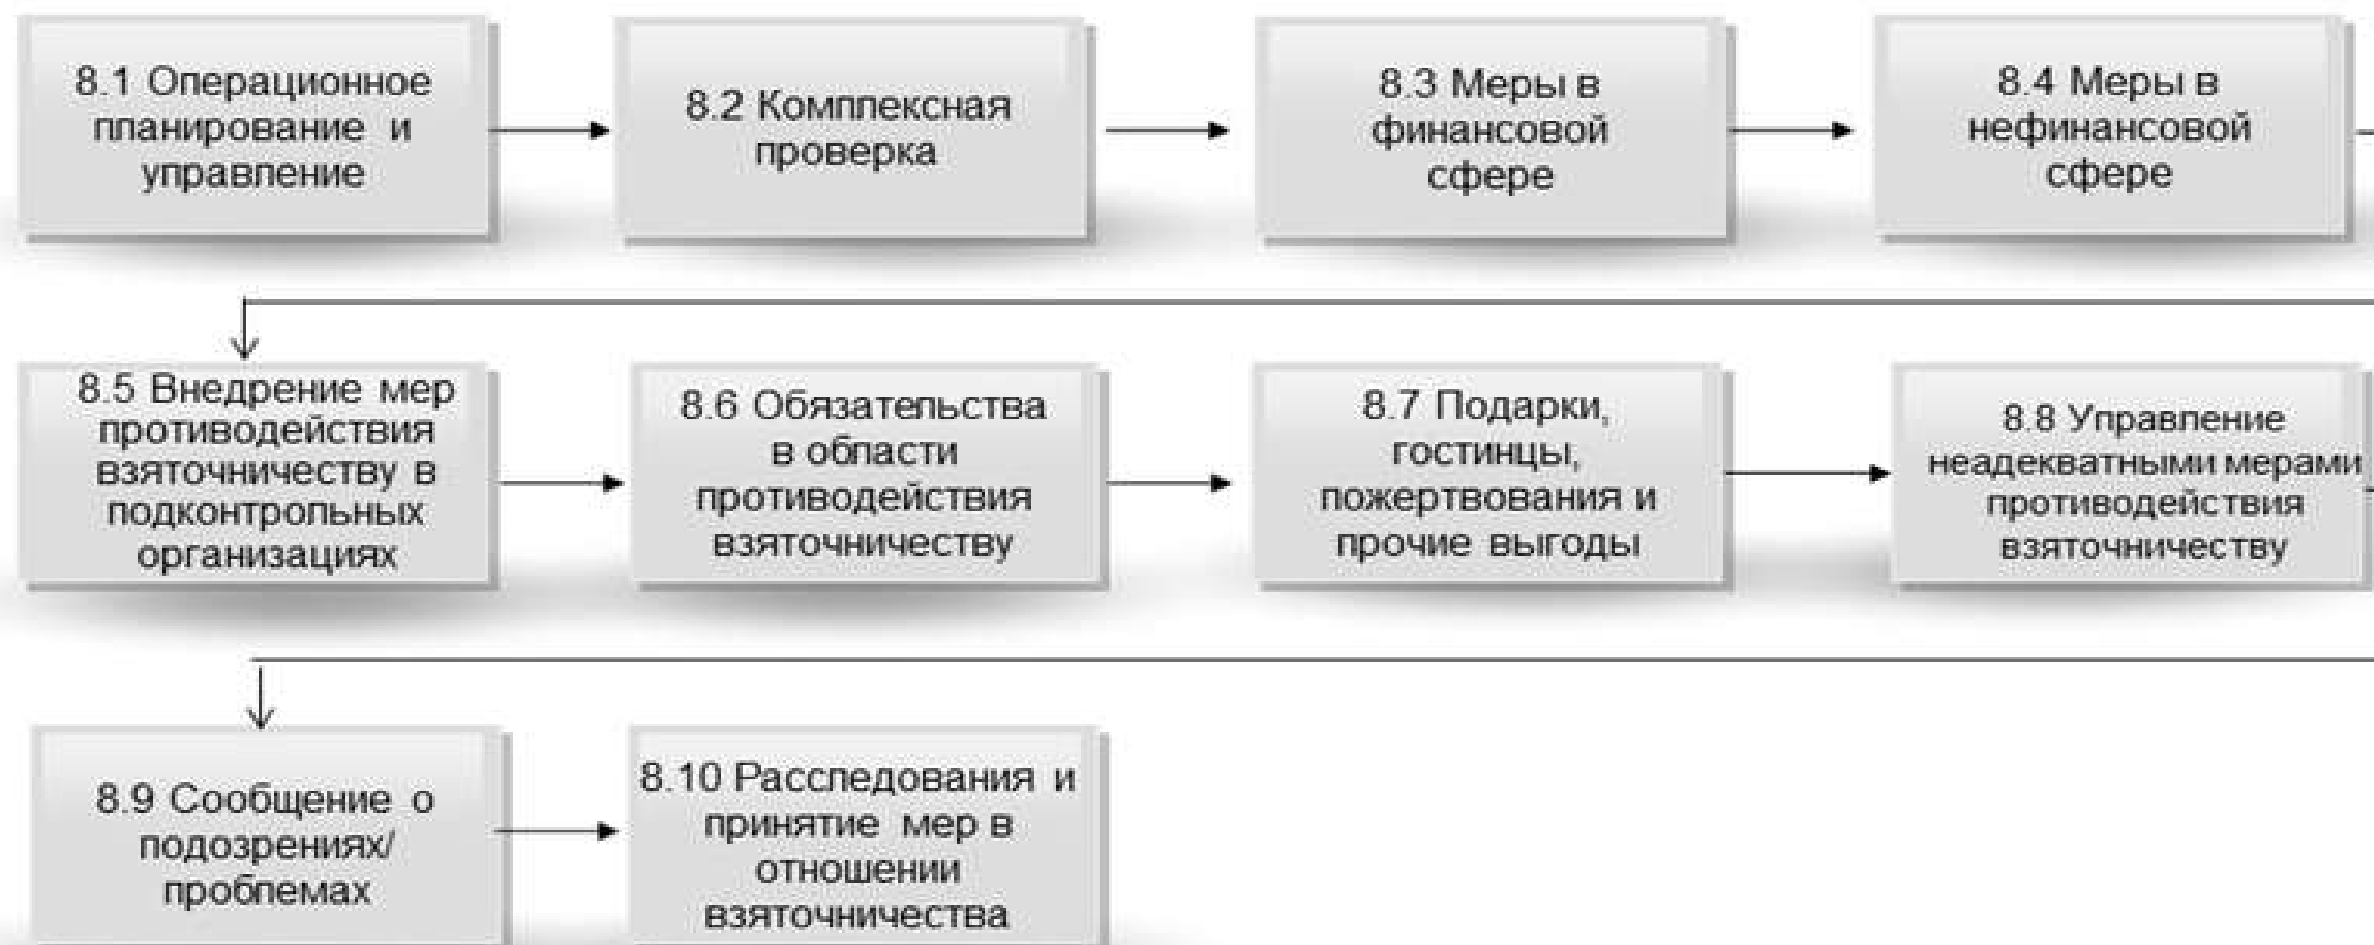 8.1 Операционное
планирование и
управление
8.2 Комплексная
проверка
8.3 Меры в
финансовой
сфере
8.4 Меры в
нефинансовой
сфере
8.5 Внедрение мер
противодействия
взяточничеству в
подконтрольных
организациях
8.6 Обязательства
в области
противодействия
взяточничеству
8.7 Подарки,
гостинцы,
пожертвования и
прочие выгоды
8.8 Управление
неадекватными мерами
противодействия
взяточничеству
8.9 Сообщение о
подозрениях/
проблемах
8.10 Расследования и
принятие мер в
отношении
взяточничества